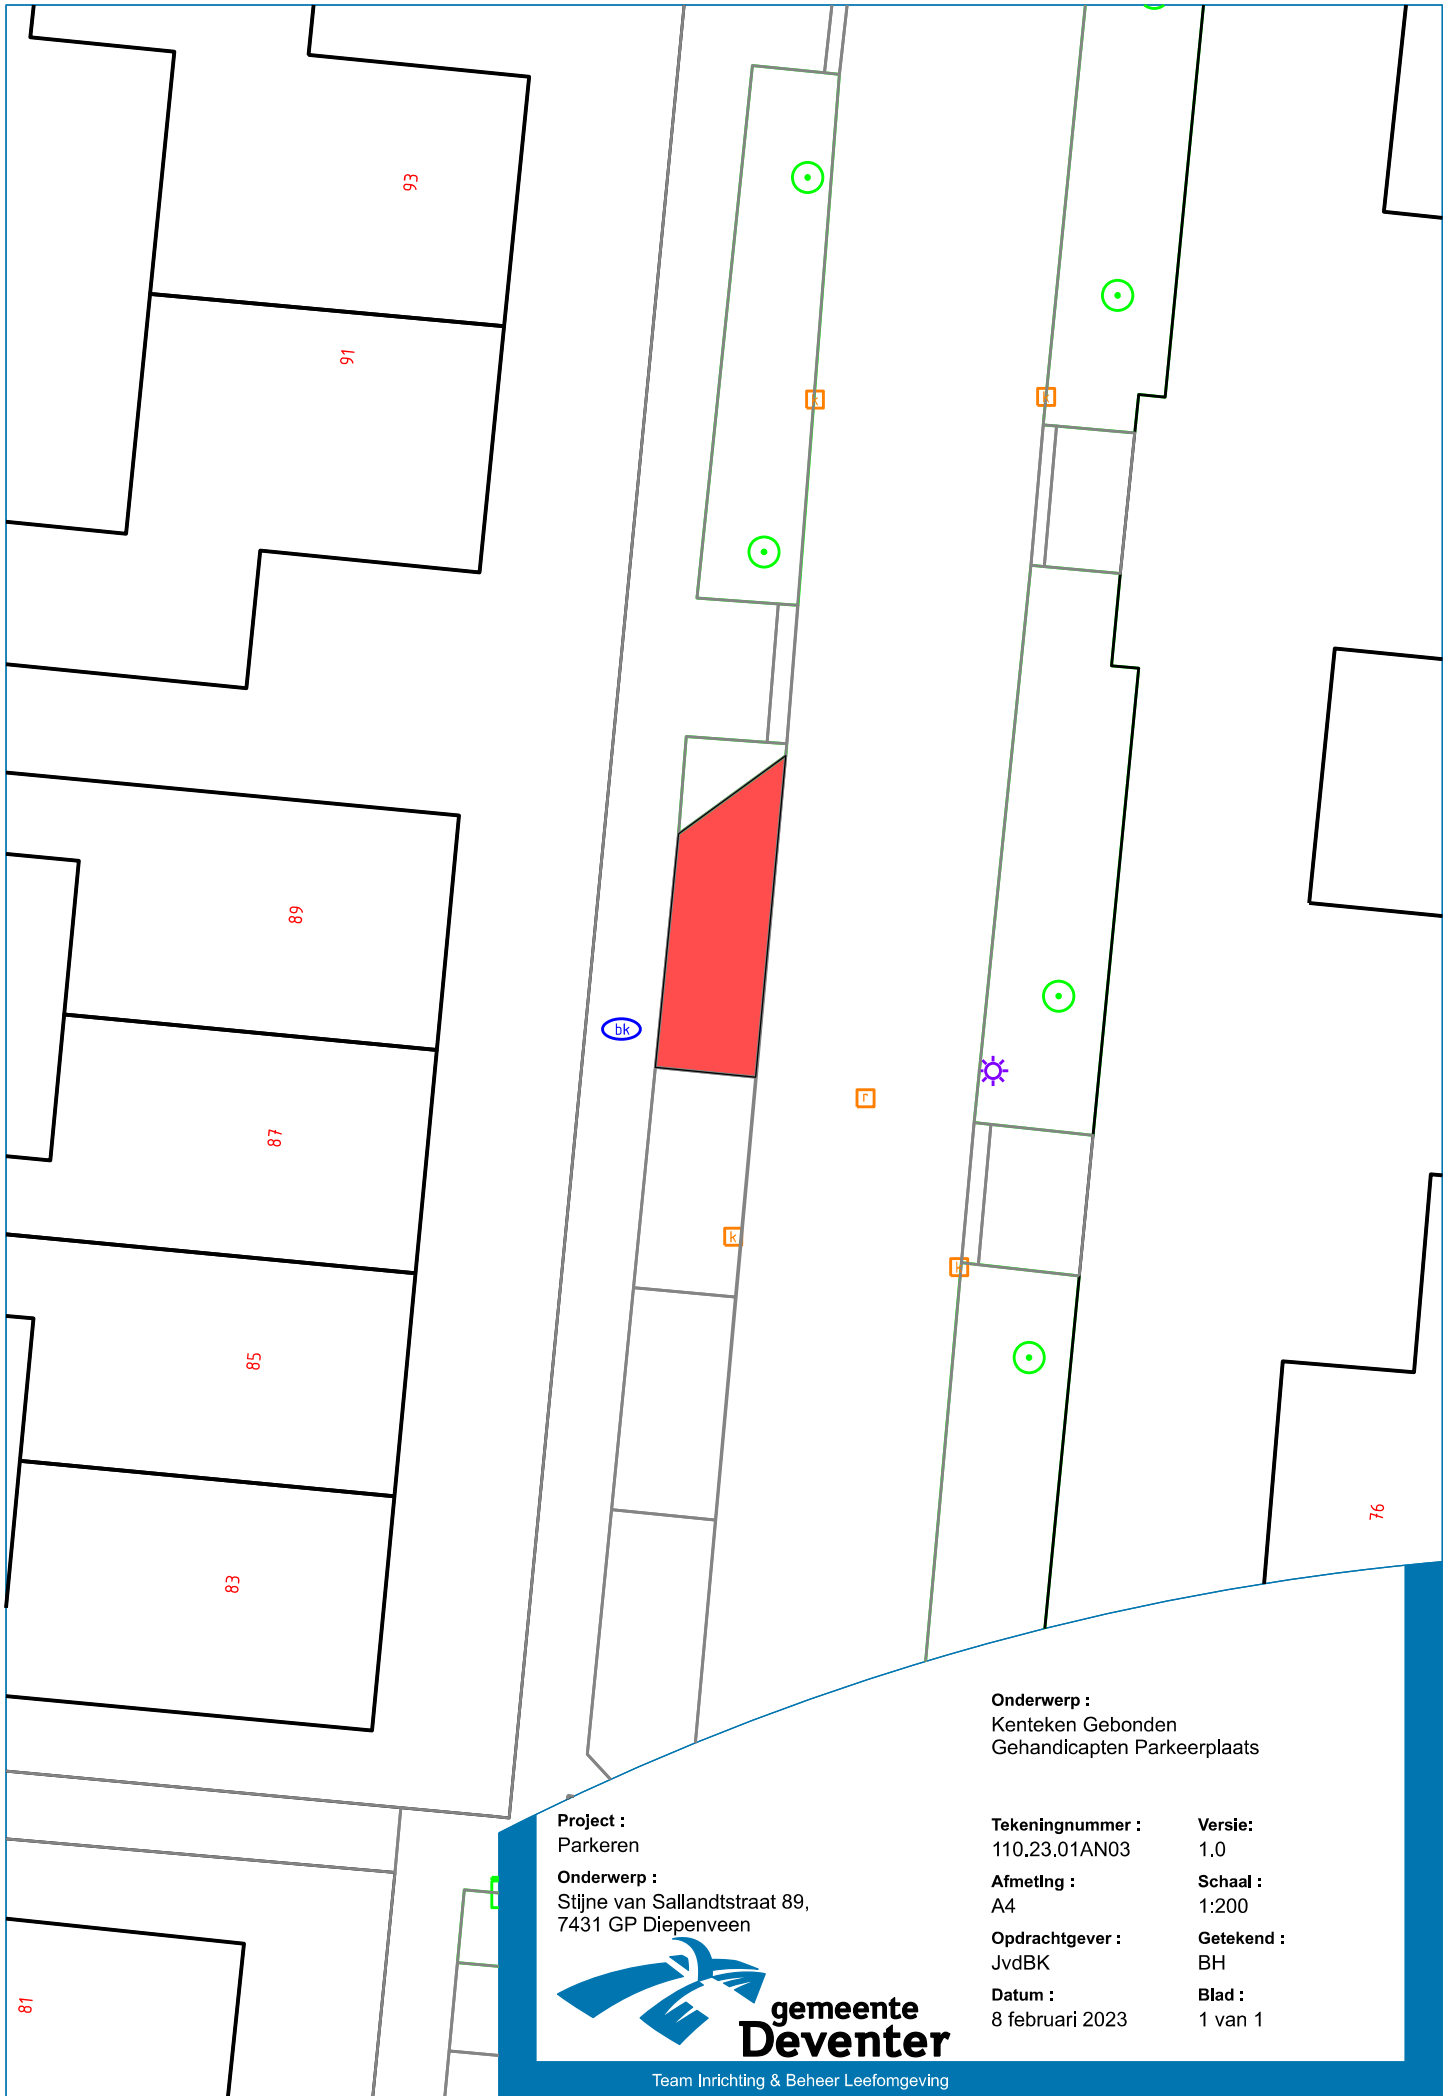 93
91
k
k
89
bk
87
r
k
k
85
83
76
81
Onderwerp :
Kenteken Gebonden
Gehandicapten Parkeerplaats
Project :
Parkeren
Onderwerp :
Stijne van Sallandtstraat 89,
7431 GP Diepenveen
Tekeningnummer :
110.23.01AN03
Versie:
1.0
Afmeting :
A4
Schaal :
1:200
Opdrachtgever :
JvdBK
Getekend :
BH
Datum :
8 februari 2023
Blad :
1 van 1
gemeente
Deventer
Team Inrichting & Beheer Leefomgeving